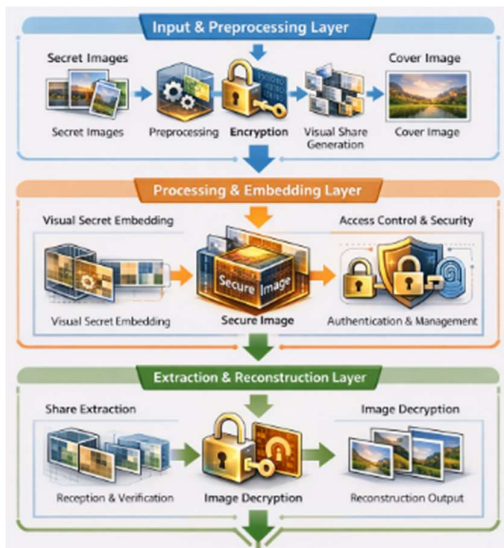 Input & Preprocessing Layer
Secret Images
Cover Image
Secret Images
Preprocessing
Encryption
Visual Share
Generation
Cover Image
Processing & Embedding Layer
Visual Secret Embedding
Access Control & Security
Secure Image
Visual Secret Embedding
Secure Image
Authentication & Management
Extraction & Reconstruction Layer
Share Extraction
Image Decryption
Reception & Verification
Image Decryption
Reconstruction Output